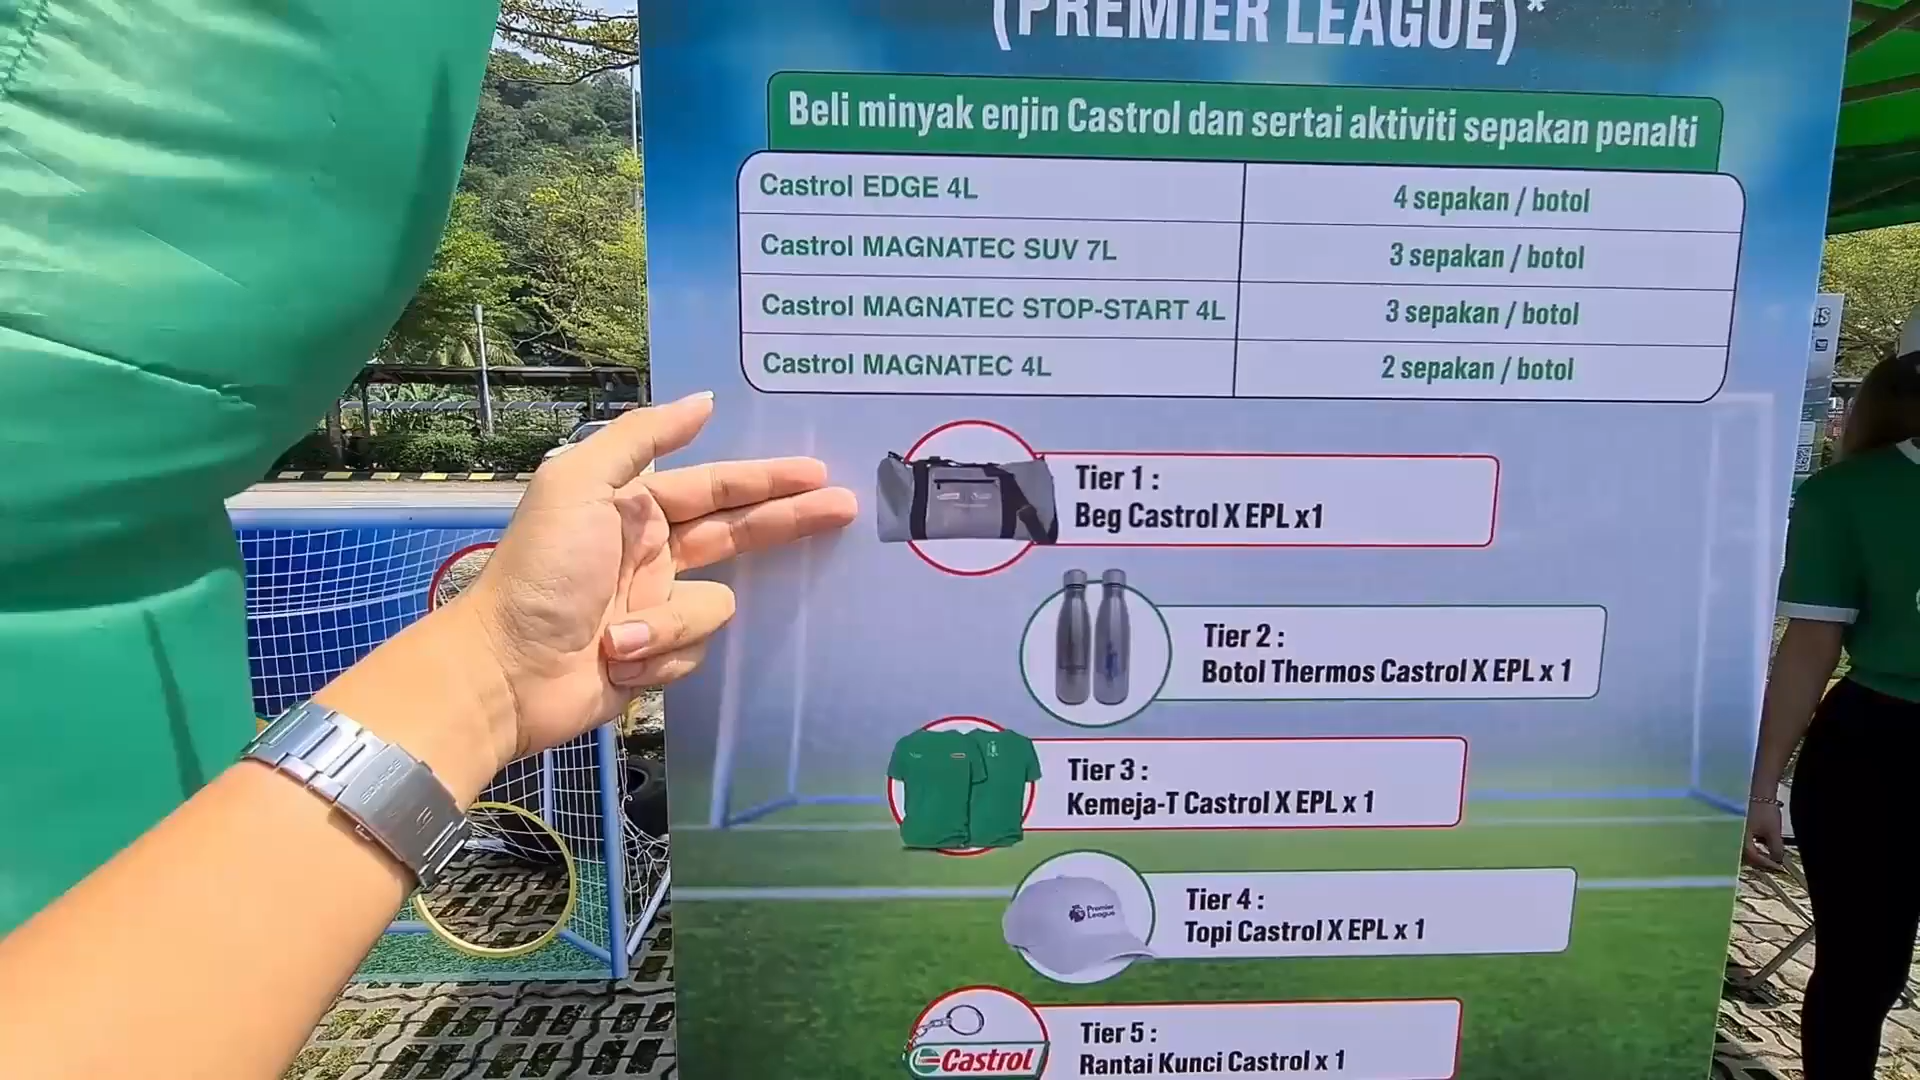 (PREMIER LEAGUE)*
Beli minyak enjin Castrol dan sertai aktiviti sepakan penalti
Castrol EDGE 4L
4 sepakan / botol
Castrol MAGNATEC SUV 7L
3 sepakan / botol
Castrol MAGNATEC STOP-START 4L
3 sepakan / botol
Castrol MAGNATEC 4L
2 sepakan / botol
Tier 1 :
Beg Castrol X EPL x1
Tier 2 :
Botol Thermos Castrol X EPL x 1
Tier 3 :
Kemeja-T Castrol X EPL x 1
Premier
League
Tier 4 :
Topi Castrol X EPL x 1
Castrol
Tier 5 :
Rantai Kunci Castrol x 1